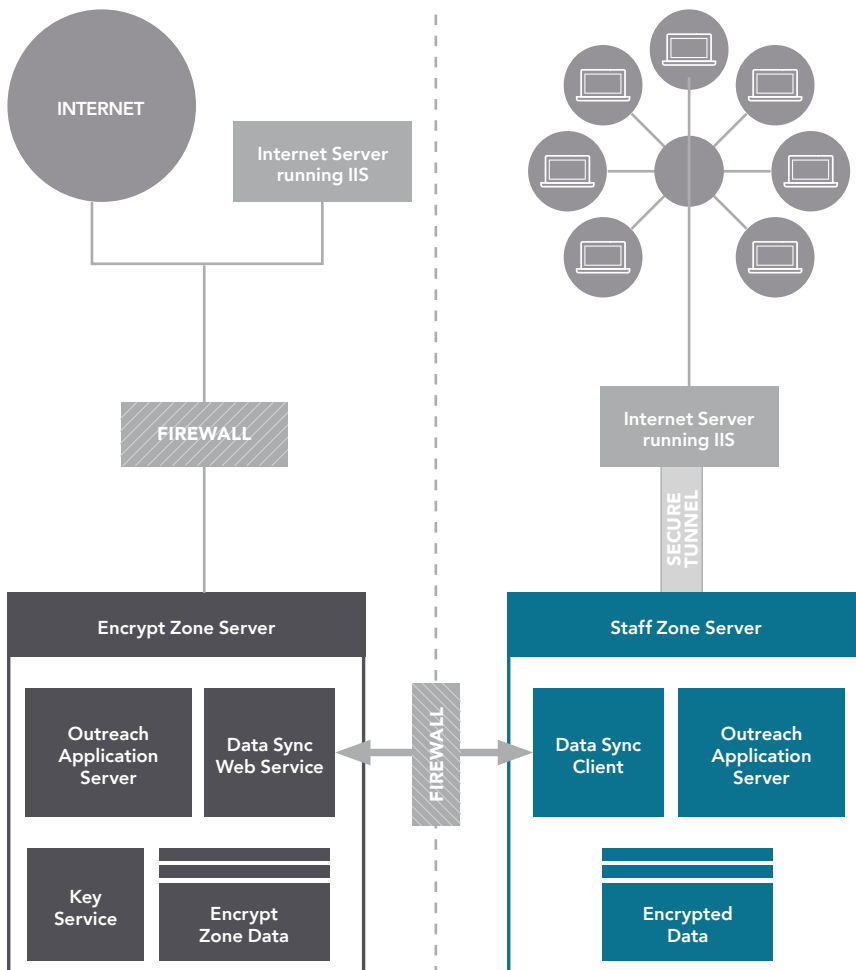 INTERNET
Internet Server
running IIS
FIREWALL
Encrypt Zone Server
Outreach
Application
Server
Data Sync
Web Service
Key
Service
Encrypt
Zone Data
FIREWALL
Internet Server
running IIS
SECURE
TUNNEL
Staff Zone Server
Data Sync
Client
Outreach
Application
Server
Encrypted
Data